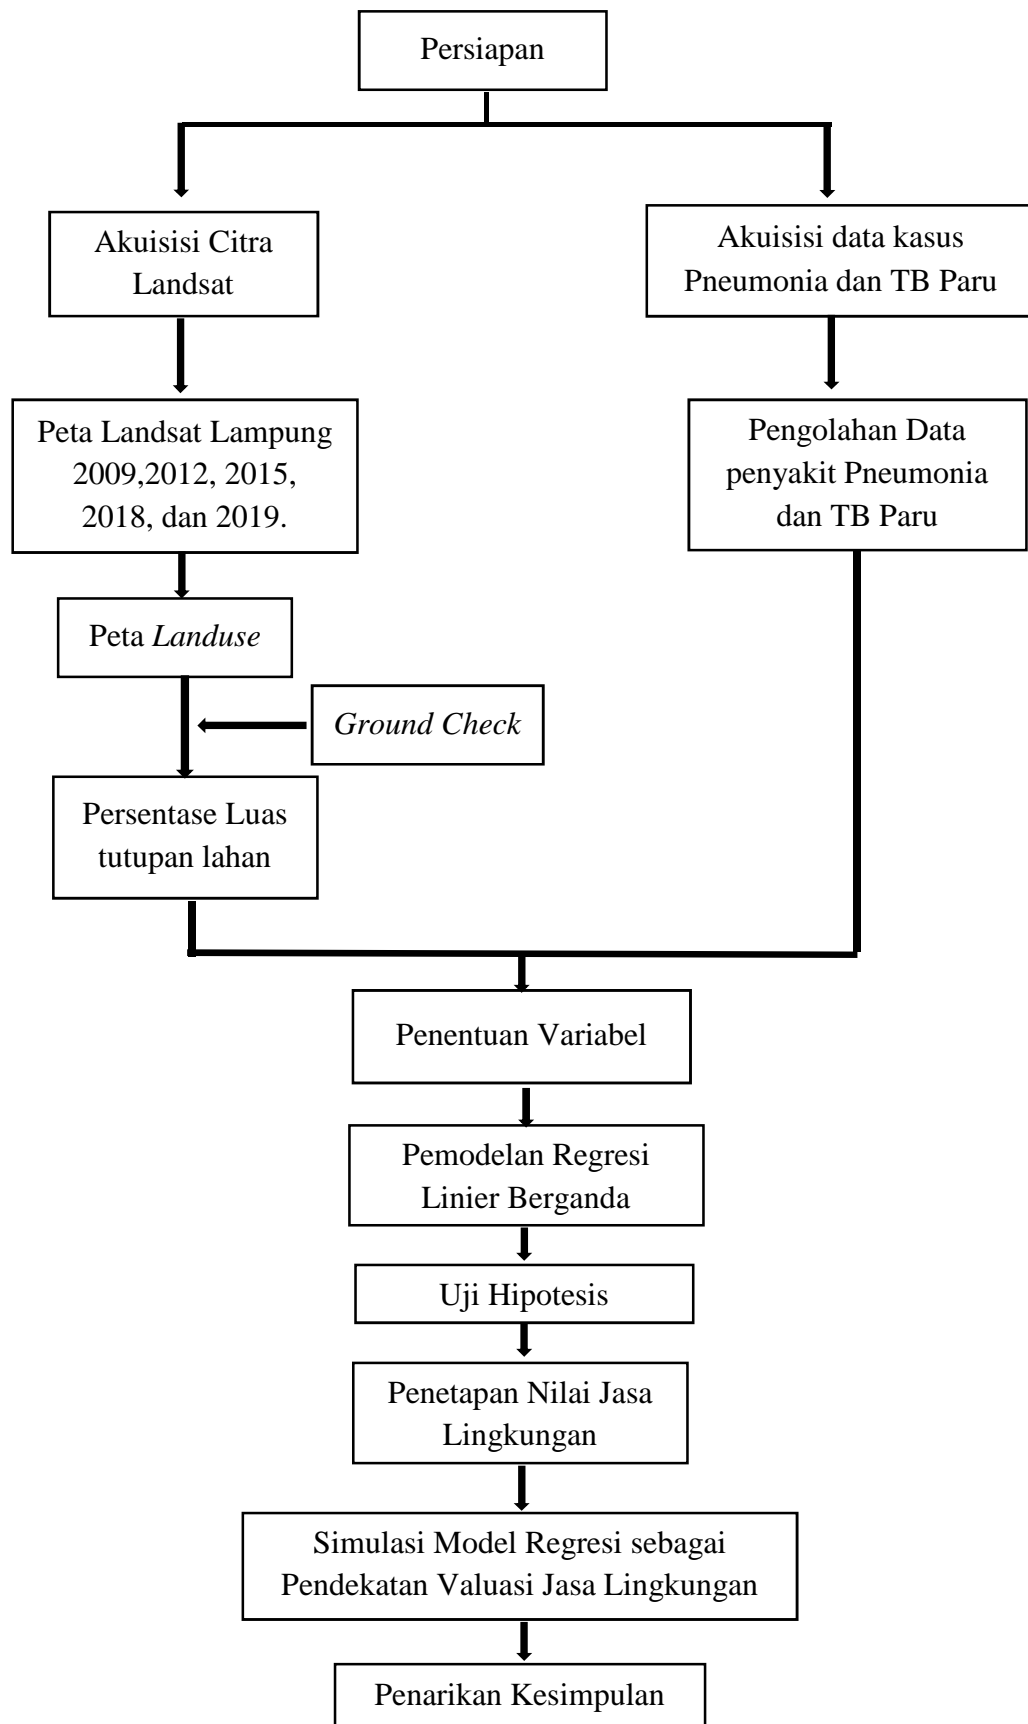 Persiapan
Akuisisi Citra
Landsat
Akuisisi data kasus
Pneumonia dan TB Paru
Peta Landsat Lampung
2009,2012, 2015,
2018, dan 2019.
Pengolahan Data
penyakit Pneumonia
dan TB Paru
Peta Landuse
Ground Check
Persentase Luas
tutupan lahan
Penentuan Variabel
Pemodelan Regresi
Linier Berganda
Uji Hipotesis
Penetapan Nilai Jasa
Lingkungan
Simulasi Model Regresi sebagai
Pendekatan Valuasi Jasa Lingkungan
Penarikan Kesimpulan